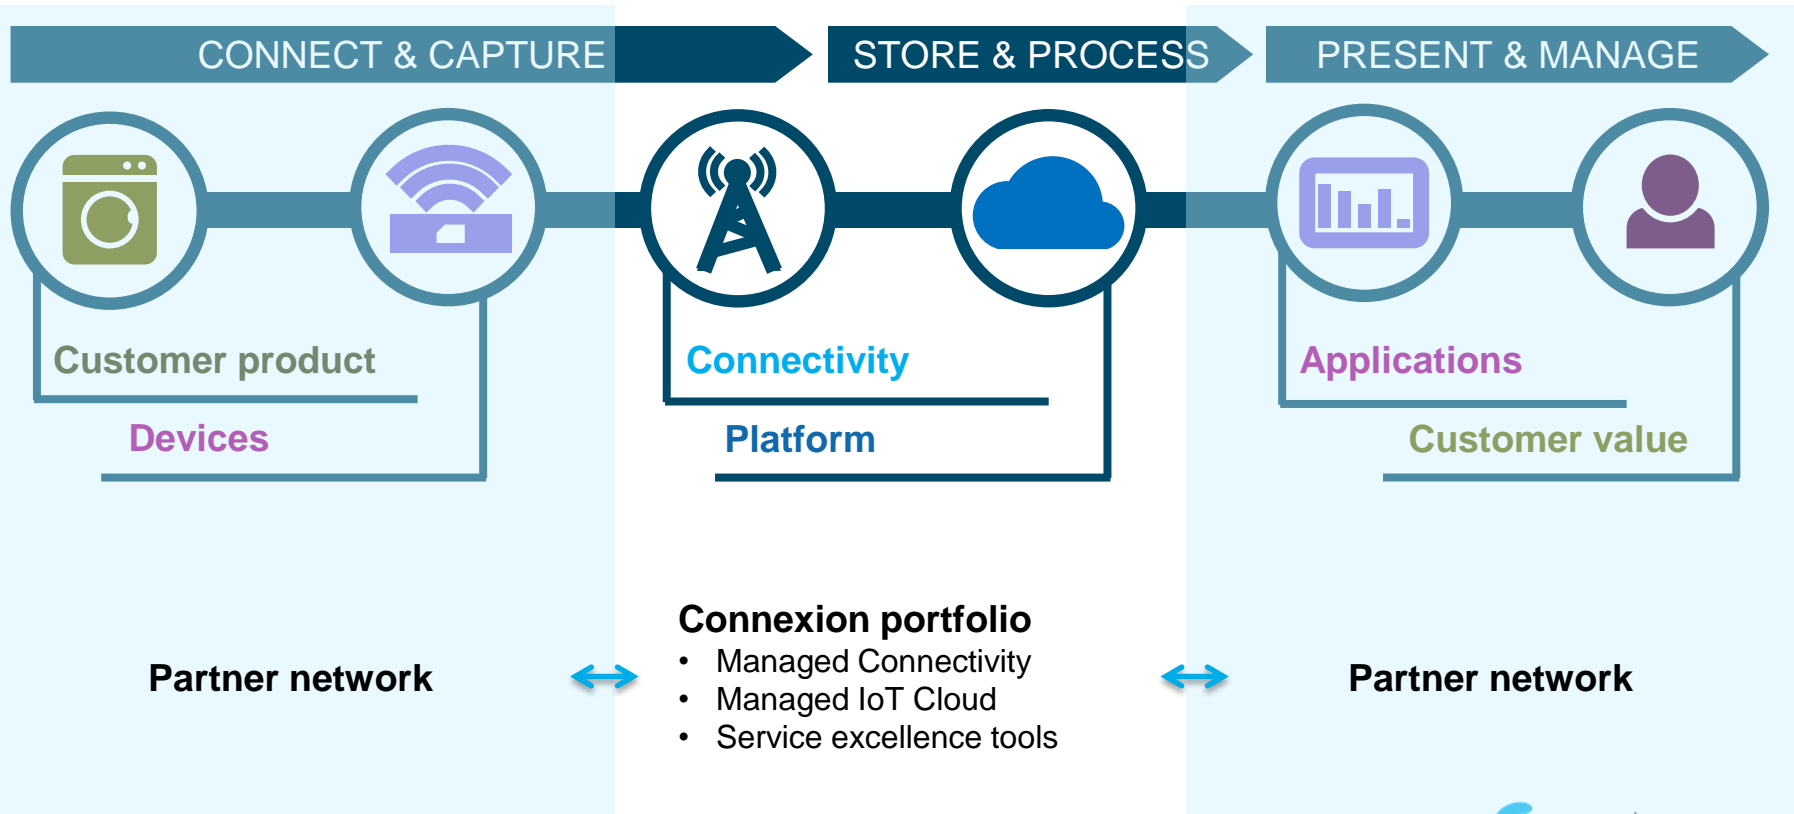 CONNECT & CAPTURE
STORE & PROCESS
PRESENT & MANAGE
Customer product
Devices
Connectivity
Platform
Applications
Customer value
Partner network
Connexion portfolio
• Managed Connectivity
• Managed IoT Cloud
• Service excellence tools
Partner network